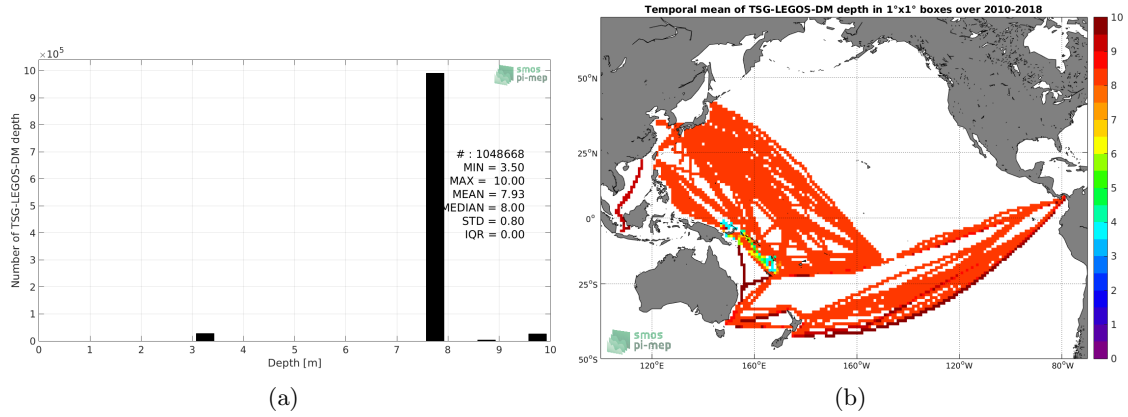 ×10⁵
10
9
8
7
6
5
4
3
2
1
0
Number of TSG-LEGOS-DM depth
smos
pi-mep
# : 1048668
MIN = 3.50
MAX = 10.00
MEAN = 7.93
MEDIAN = 8.00
STD = 0.80
IQR = 0.00
0 1 2 3 4 5 6 7 8 9 10
Depth [m]
(a)
Temporal mean of TSG-LEGOS-DM depth in 1°x1° boxes over 2010-2018
50°N
25°N
0°
25°S
50°S
smos
pi-mep
120°E 160°E 160°W 120°W 80°W
10
9
8
7
6
5
4
3
2
1
0
(b)